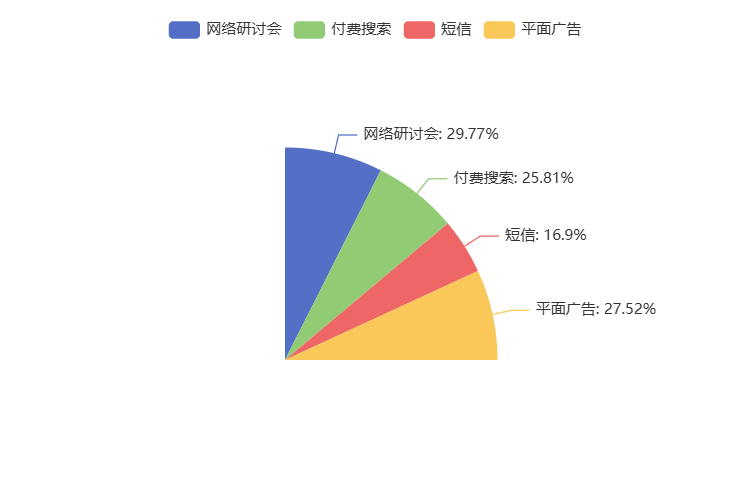 网络研讨会 付费搜索 短信 平面广告
网络研讨会: 29.77%
付费搜索: 25.81%
短信: 16.9%
平面广告: 27.52%